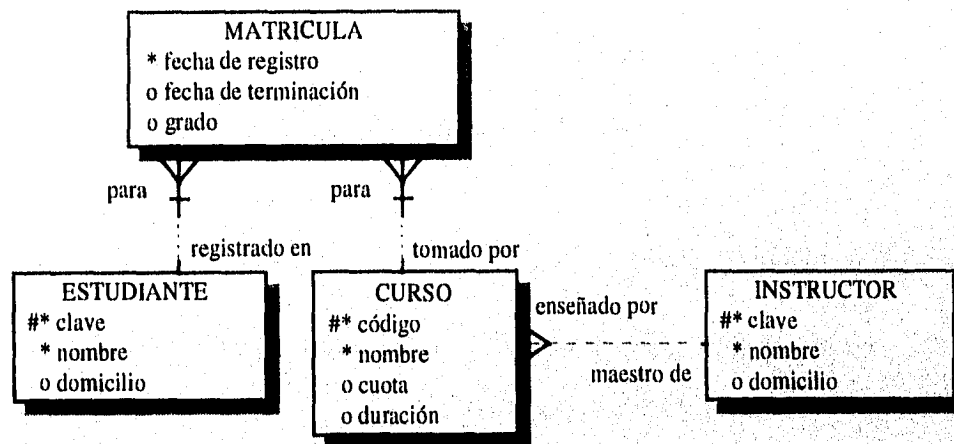 MATRICULA
* fecha de registro
o fecha de terminación
o grado
para
para
registrado en
tomado por
ESTUDIANTE
#* clave
* nombre
o domicilio
CURSO
#* código
* nombre
o cuota
o duración
enseñado por
maestro de
INSTRUCTOR
#* clave
* nombre
o domicilio